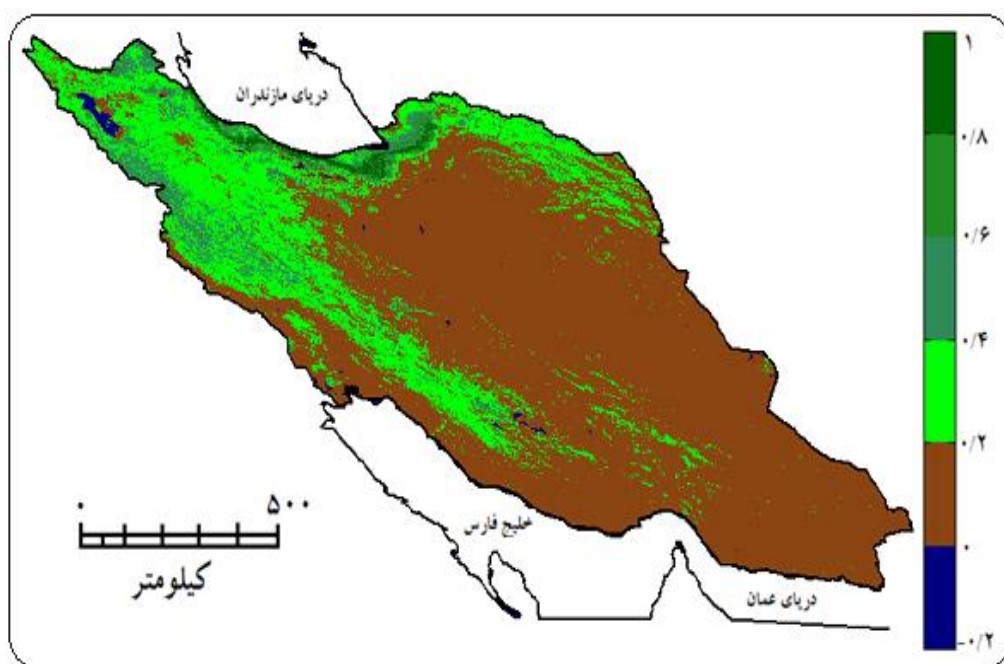 دریای مازندران
۱
۰/۸
۰/۶
۰/۴
۰/۲
۰
-۰/۲
۰ ۵۰۰
کیلومتر
خلیج فارس
دریای عمان